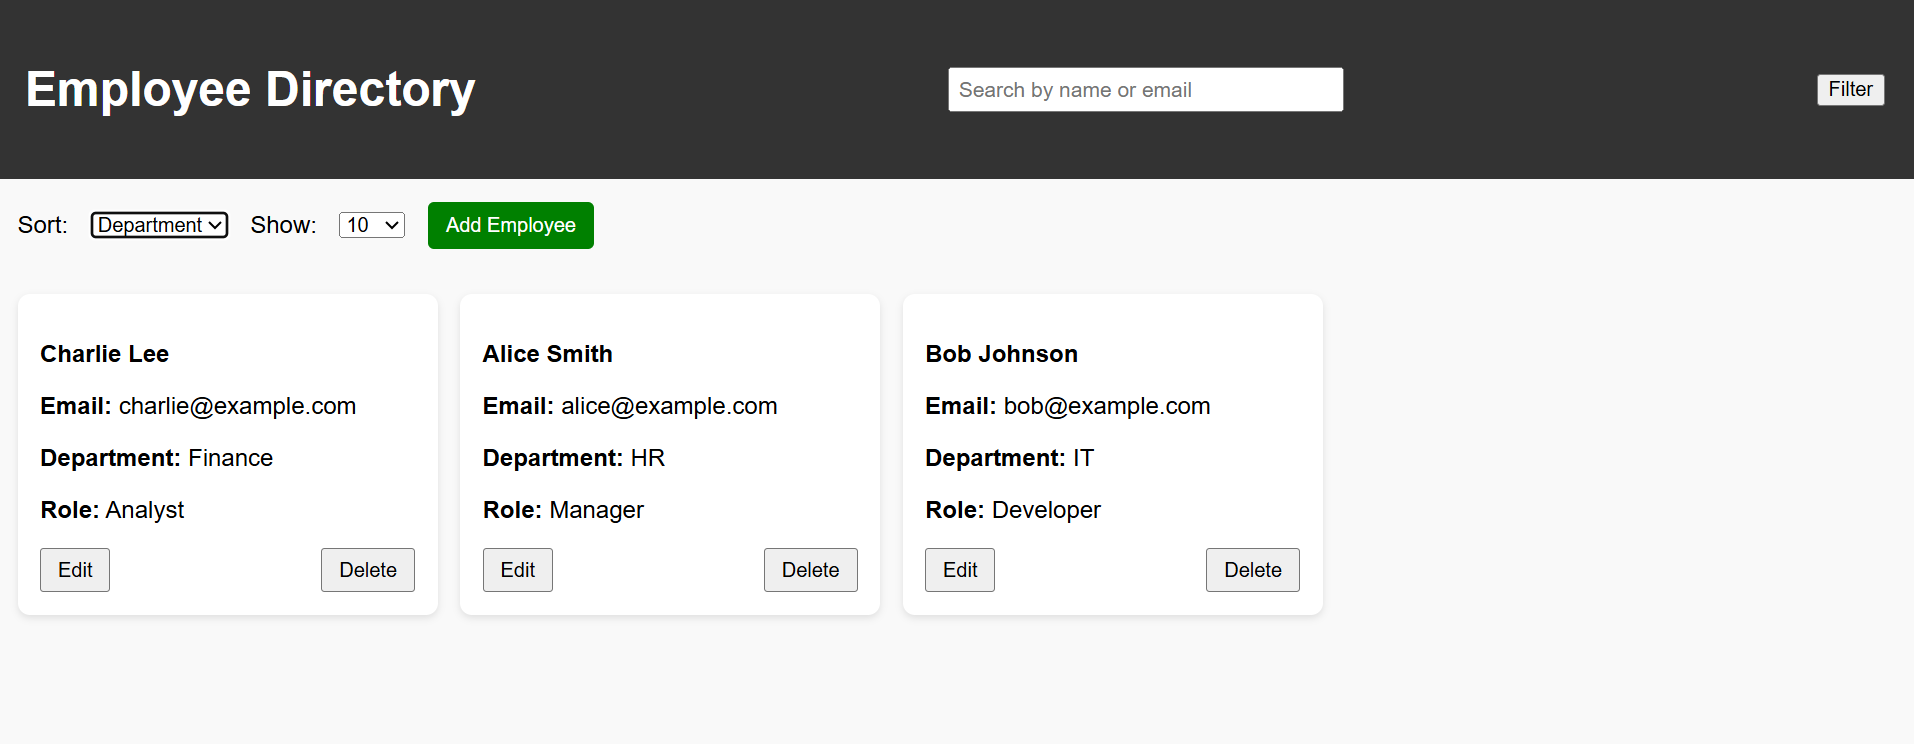 Employee Directory
Search by name or email
Filter
Sort: Department Show: 10 Add Employee
Charlie Lee
Email: charlie@example.com
Department: Finance
Role: Analyst
Edit Delete
Alice Smith
Email: alice@example.com
Department: HR
Role: Manager
Edit Delete
Bob Johnson
Email: bob@example.com
Department: IT
Role: Developer
Edit Delete